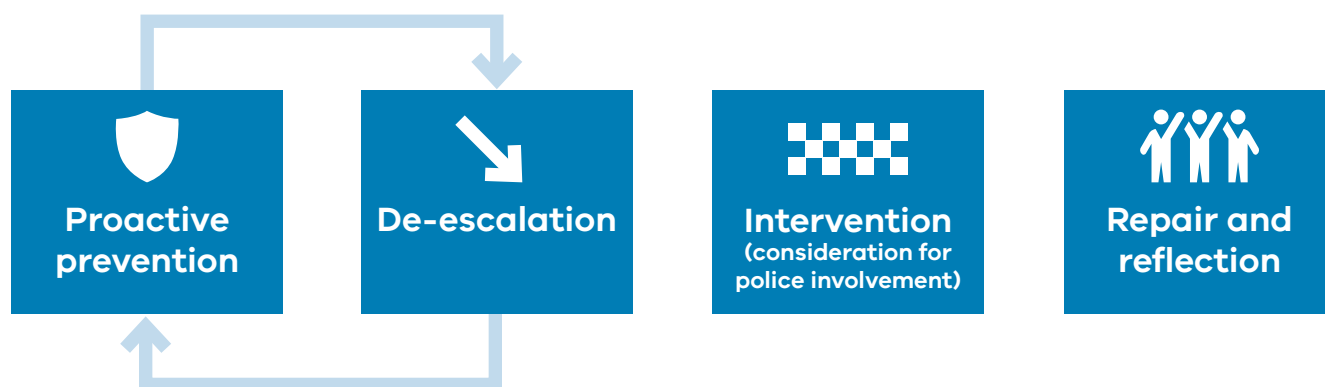 Proactive
prevention
De-escalation
Intervention
(consideration for
police involvement)
Repair and
reflection